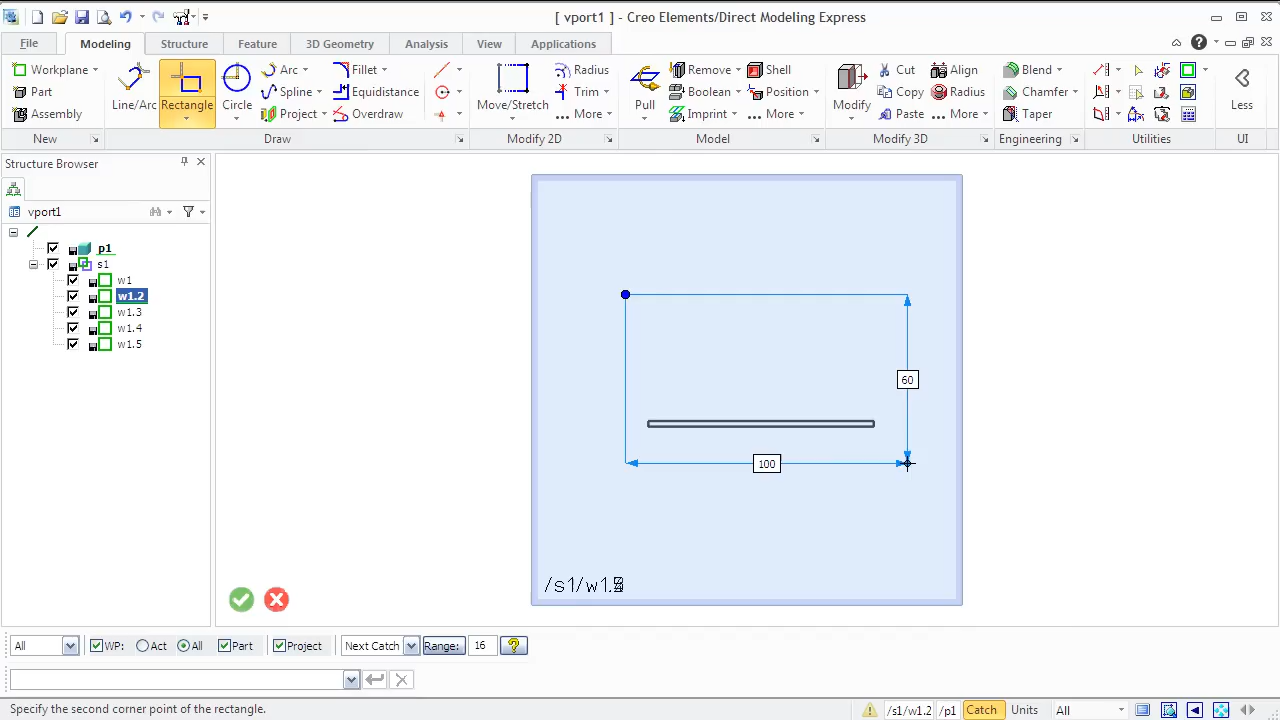 [ vport1 ] - Creo Elements/Direct Modeling Express
File Modeling Structure Feature 3D Geometry Analysis View Applications
Workplane Part Assembly New
Line/Arc Rectangle Circle Arc Spline Project Fillet Equidistance Overdraw Draw
Move/Stretch Radius Trim More Modify 2D
Pull Remove Boolean Imprint Shell Position More Model
Modify Cut Copy Paste Align Radius More Modify 3D
Blend Chamfer Taper Engineering
Utilities
Less UI
Structure Browser
vport1
p1
s1
w1
w1.2
w1.3
w1.4
w1.5
60
100
/s1/w1.
All WP: Act All Part Project Next Catch Range: 16
Specify the second corner point of the rectangle.
/s1/w1.2 /p1 Catch Units All